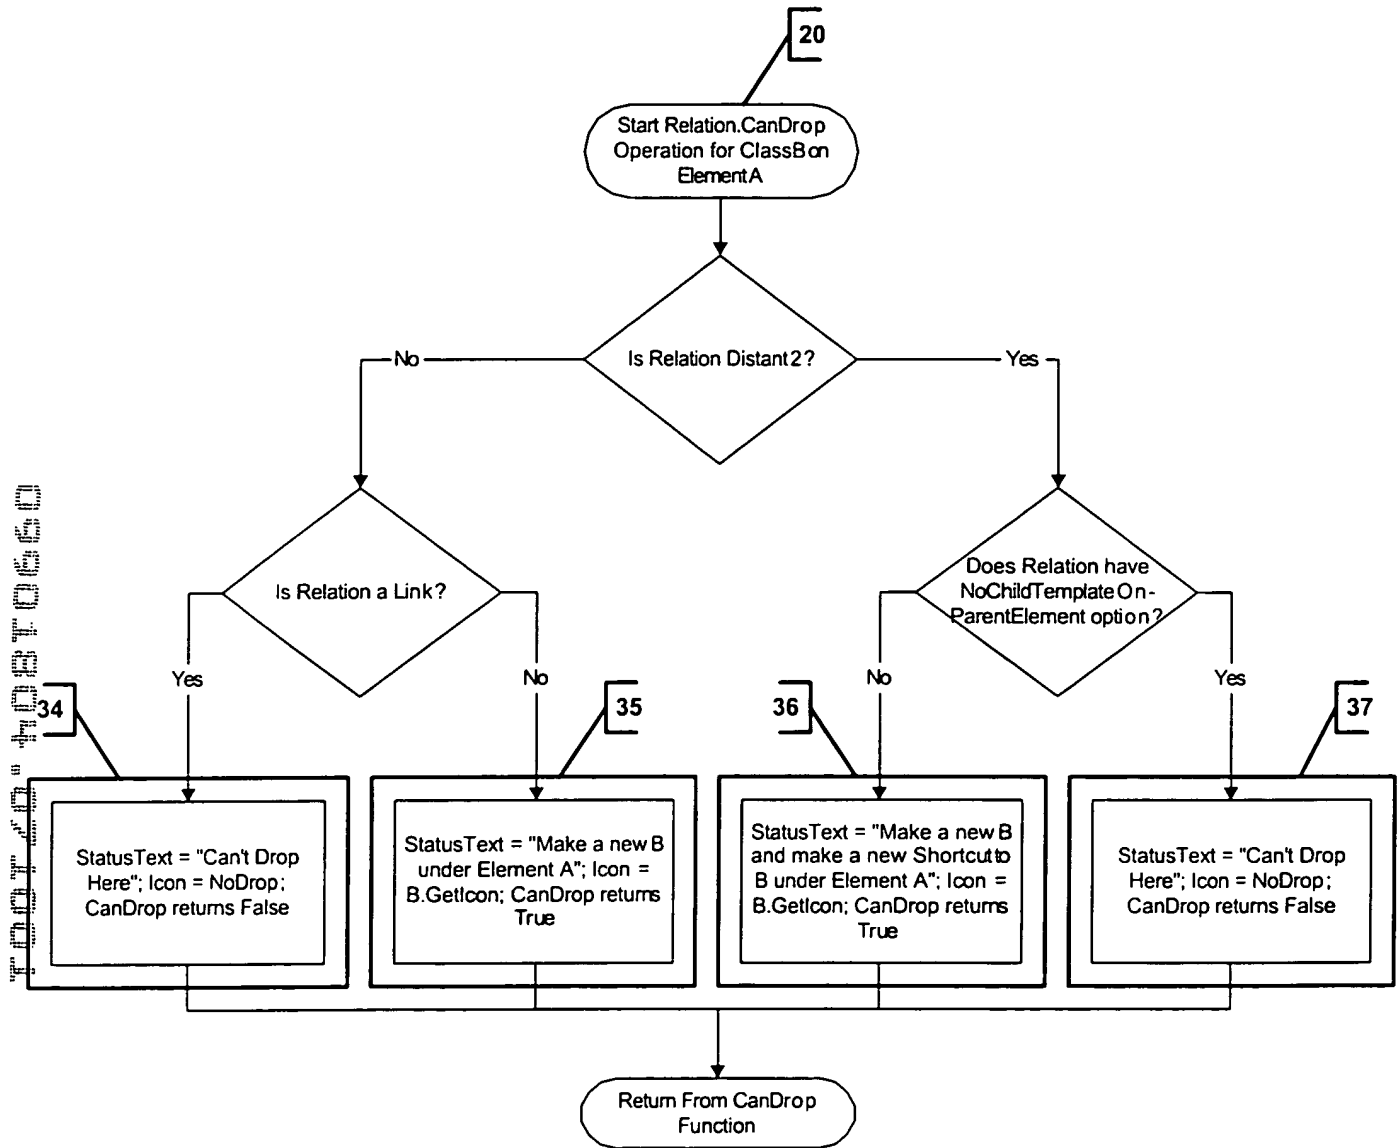 20
Start Relation.CanDrop
Operation for ClassB on
Element A
Is Relation Distant2?
No
Yes
Is Relation a Link?
Does Relation have
NoChildTemplateOn-
ParentElement option?
Yes
No
No
Yes
34
35
36
37
StatusText = "Can't Drop
Here"; Icon = NoDrop;
CanDrop returns False
StatusText = "Make a new B
under Element A"; Icon =
B.GetIcon; CanDrop returns
True
StatusText = "Make a new B
and make a new Shortcut to
B under Element A"; Icon =
B.GetIcon; CanDrop returns
True
StatusText = "Can't Drop
Here"; Icon = NoDrop;
CanDrop returns False
Return From CanDrop
Function